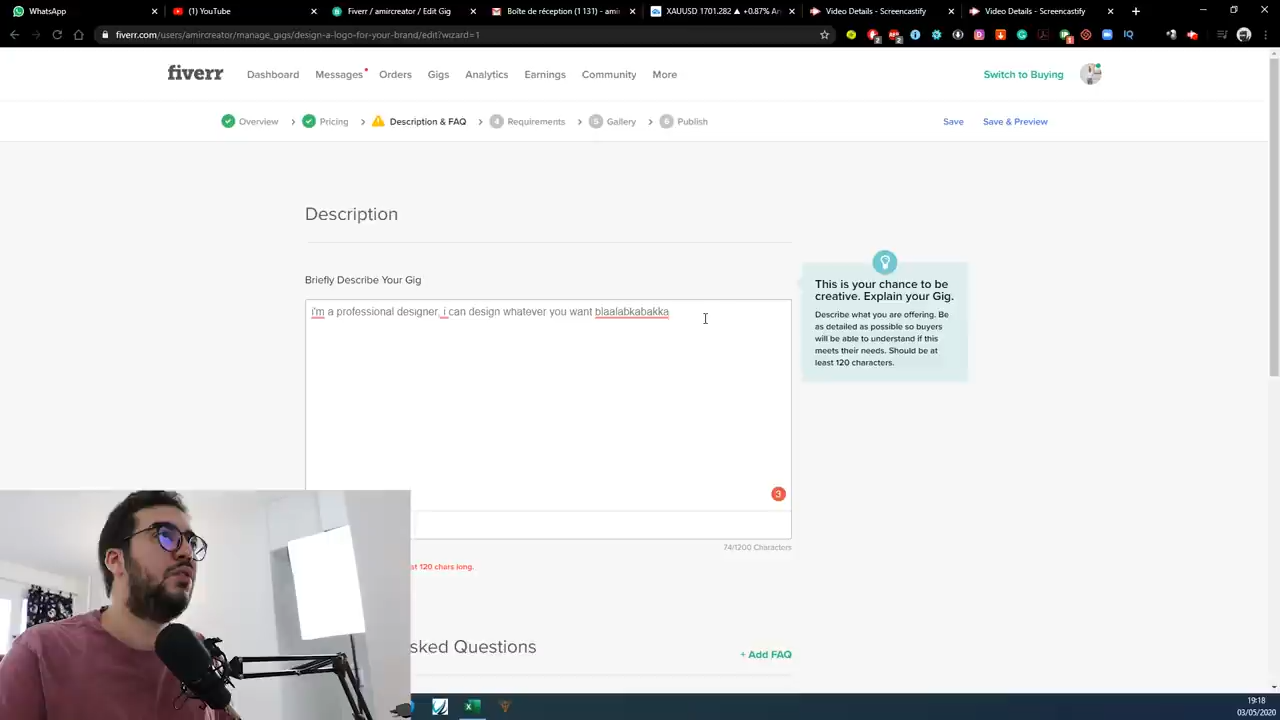 WhatsApp
(1) YouTube
Fiverr / amircreator / Edit Gig
Boîte de réception (1 131) - amir
XAUUSD 1701.282 ▲ +0.87% An
Video Details - Screencastify
Video Details - Screencastify
fiverr.com/users/amircreator/manage_gigs/design-a-logo-for-your-brand/edit?wizard=1
fiverr
Dashboard
Messages
Orders
Gigs
Analytics
Earnings
Community
More
Switch to Buying
Overview
Pricing
Description & FAQ
4 Requirements
5 Gallery
6 Publish
Save
Save & Preview
Description
Briefly Describe Your Gig
i'm a professional designer, i can design whatever you want blaalabkabakka
This is your chance to be
creative. Explain your Gig.
Describe what you are offering. Be
as detailed as possible so buyers
will be able to understand if this
meets their needs. Should be at
least 120 characters.
3
74/1200 Characters
120 chars long.
Questions
+ Add FAQ
19:18
03/05/2020